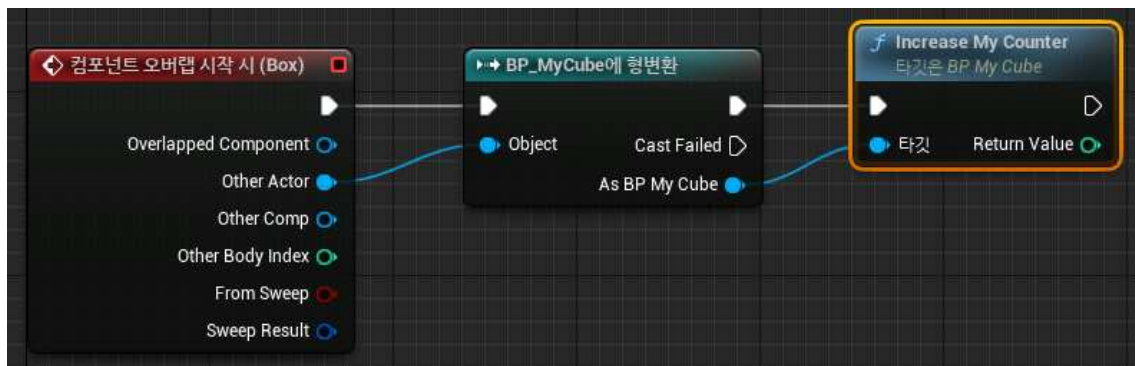 컴포넌트 오버랩 시작 시 (Box)
Overlapped Component
Other Actor
Other Comp
Other Body Index
From Sweep
Sweep Result
BP_MyCube에 형변환
Object
Cast Failed
As BP My Cube
f Increase My Counter
타깃은 BP My Cube
타깃
Return Value